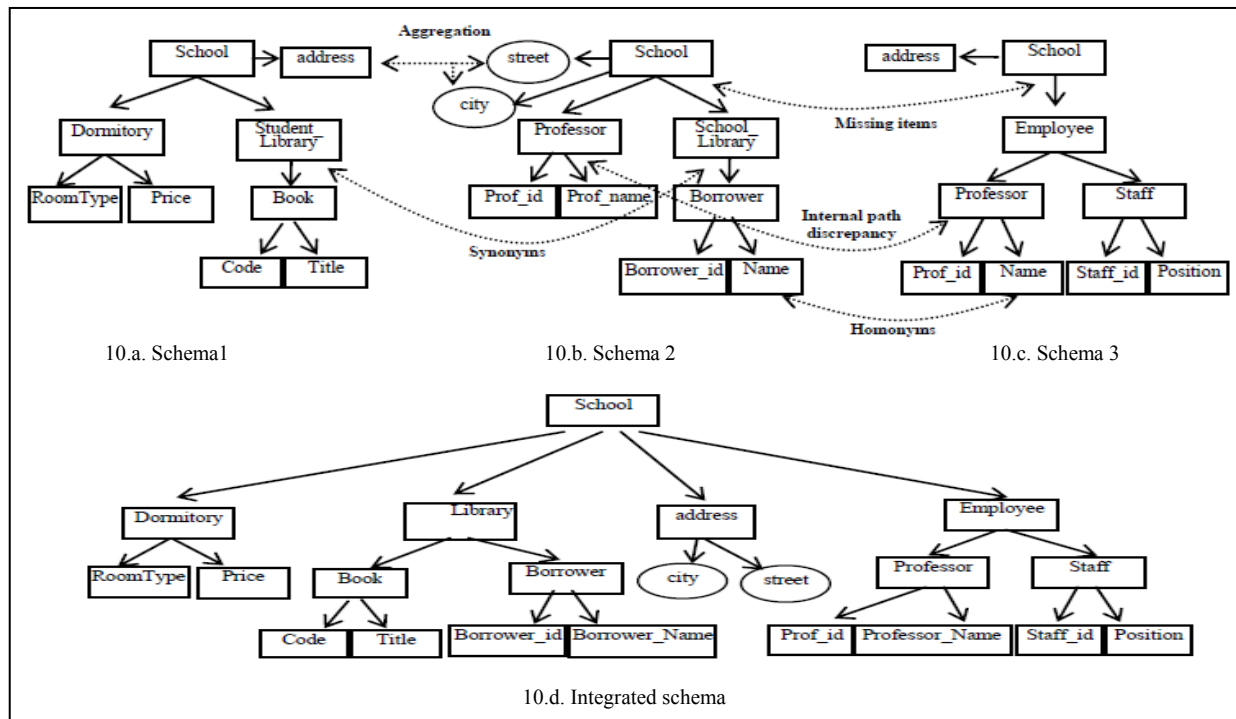 School
address
Dormitory
Student_
Library
RoomType
Price
Book
Code
Title
10.a. Schema1
Aggregation
Synonyms
street
School
city
Professor
School_
Library
Prof_id
Prof_name
Borrower
Borrower_id
Name
10.b. Schema 2
Missing items
Internal path
discrepancy
Homonyms
address
School
Employee
Professor
Staff
Prof_id
Name
Staff_id
Position
10.c. Schema 3
School
Dormitory
Library
address
Employee
RoomType
Price
Book
Borrower
city
street
Professor
Staff
Code
Title
Borrower_id
Borrower_Name
Prof_id
Professor_Name
Staff_id
Position
10.d. Integrated schema